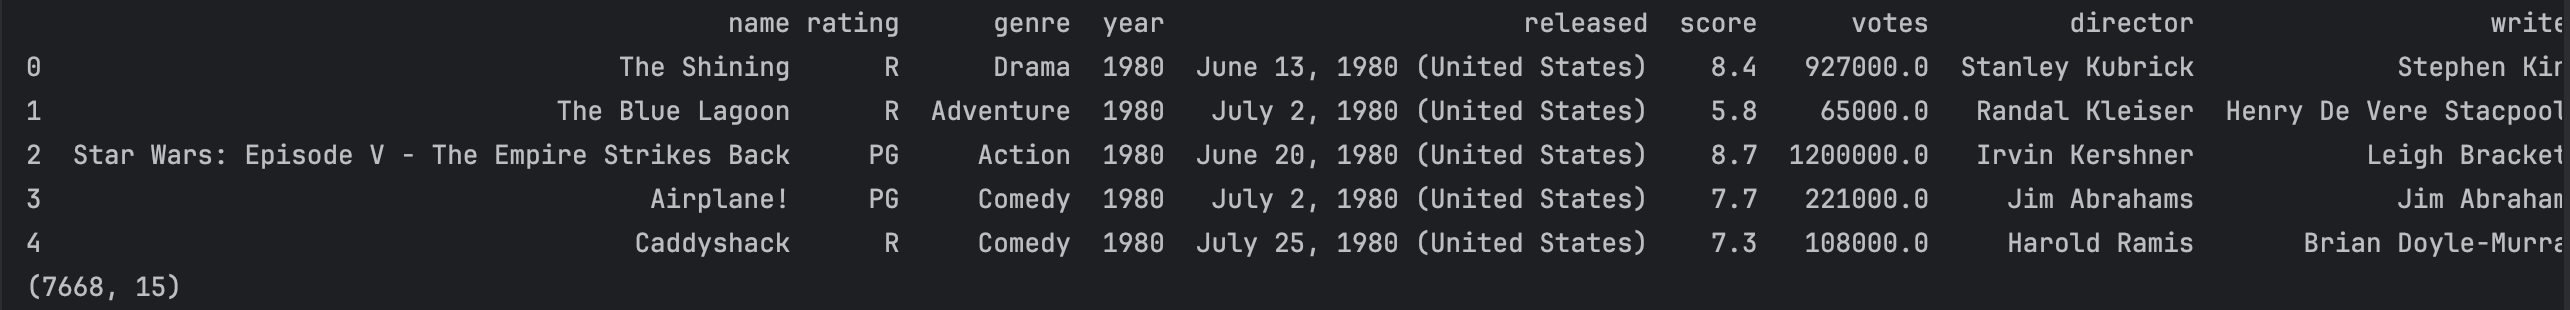 name rating genre year released score votes director write
0 The Shining R Drama 1980 June 13, 1980 (United States) 8.4 927000.0 Stanley Kubrick Stephen Kin
1 The Blue Lagoon R Adventure 1980 July 2, 1980 (United States) 5.8 65000.0 Randal Kleiser Henry De Vere Stacpool
2 Star Wars: Episode V - The Empire Strikes Back PG Action 1980 June 20, 1980 (United States) 8.7 1200000.0 Irvin Kershner Leigh Bracket
3 Airplane! PG Comedy 1980 July 2, 1980 (United States) 7.7 221000.0 Jim Abrahams Jim Abraham
4 Caddyshack R Comedy 1980 July 25, 1980 (United States) 7.3 108000.0 Harold Ramis Brian Doyle-Murra
(7668, 15)